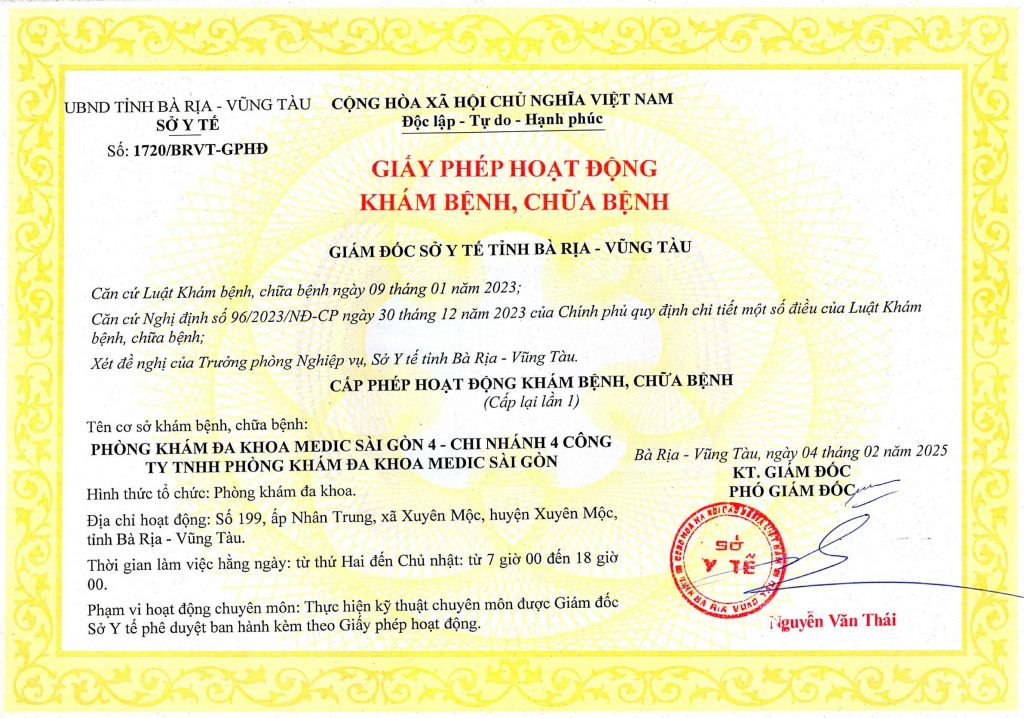 UBND TỈNH BÀ RỊA - VŨNG TÀU
SỞ Y TẾ
Số: 1720/BRVT-GPHĐ
CỘNG HÒA XÃ HỘI CHỦ NGHĨA VIỆT NAM
Độc lập - Tự do - Hạnh phúc
GIẤY PHÉP HOẠT ĐỘNG
KHÁM BỆNH, CHỮA BỆNH
GIÁM ĐỐC SỞ Y TẾ TỈNH BÀ RỊA - VŨNG TÀU
Căn cứ Luật Khám bệnh, chữa bệnh ngày 09 tháng 01 năm 2023;
Căn cứ Nghị định số 96/2023/NĐ-CP ngày 30 tháng 12 năm 2023 của Chính phủ quy định chi tiết một số điều của Luật Khám
bệnh, chữa bệnh;
Xét đề nghị của Trưởng phòng Nghiệp vụ, Sở Y tế tỉnh Bà Rịa - Vũng Tàu.
CẤP PHÉP HOẠT ĐỘNG KHÁM BỆNH, CHỮA BỆNH
(Cấp lại lần 1)
Tên cơ sở khám bệnh, chữa bệnh:
PHÒNG KHÁM ĐA KHOA MEDIC SÀI GÒN 4 - CHI NHÁNH 4 CÔNG
TY TNHH PHÒNG KHÁM ĐA KHOA MEDIC SÀI GÒN
Hình thức tổ chức: Phòng khám đa khoa.
Địa chỉ hoạt động: Số 199, ấp Nhân Trung, xã Xuyên Mộc, huyện Xuyên Mộc,
tỉnh Bà Rịa - Vũng Tàu.
Thời gian làm việc hằng ngày: từ thứ Hai đến Chủ nhật: từ 7 giờ 00 đến 18 giờ
00.
Phạm vi hoạt động chuyên môn: Thực hiện kỹ thuật chuyên môn được Giám đốc
Sở Y tế phê duyệt ban hành kèm theo Giấy phép hoạt động.
Bà Rịa - Vũng Tàu, ngày 04 tháng 02 năm 2025
KT. GIÁM ĐỐC
PHÓ GIÁM ĐỐC
SỞ
Y TẾ
Nguyễn Văn Thái